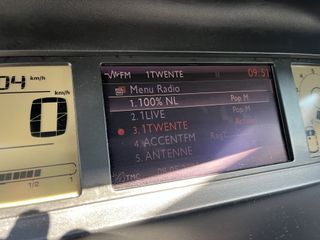 FM 1TWENTE 09:51
Menu Radio
1.100% NL Pop M
2.1LIVE Pop M
3.1TWENTE
4.ACCENTFM
5.ANTENNE
TMC
04 km/h
km/h
0
1/2